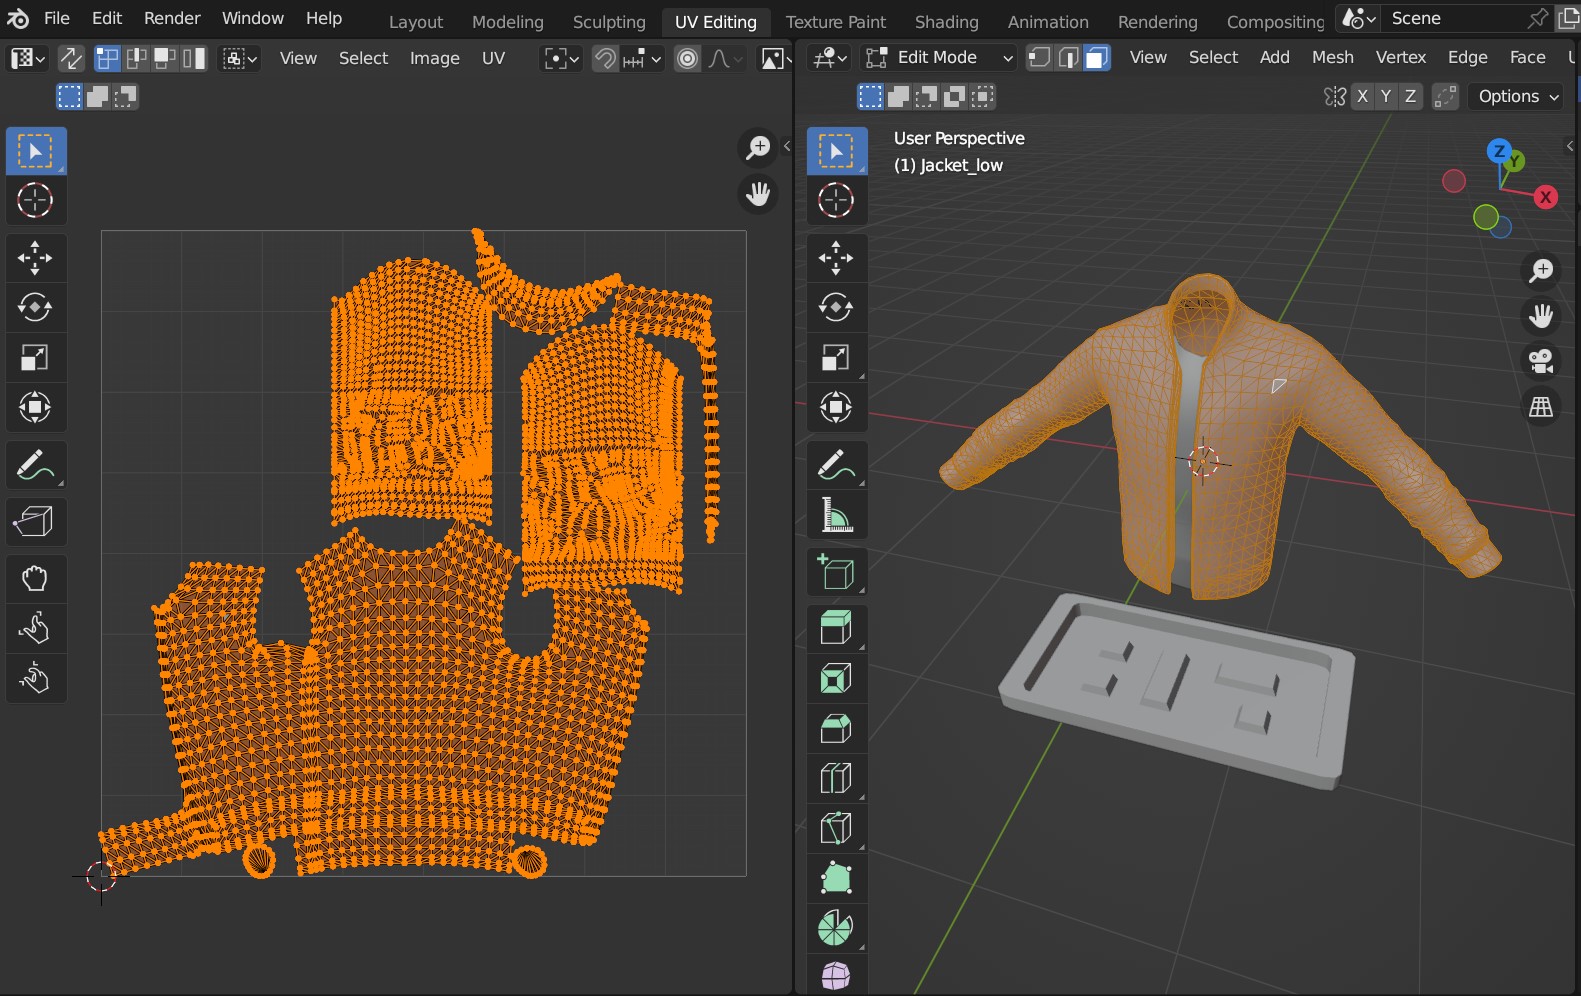 File Edit Render Window Help Layout Modeling Sculpting UV Editing Texture Paint Shading Animation Rendering Compositing Scene
View Select Image UV
Edit Mode View Select Add Mesh Vertex Edge Face U
X Y Z Options
User Perspective
(1) Jacket_low
Z Y
X